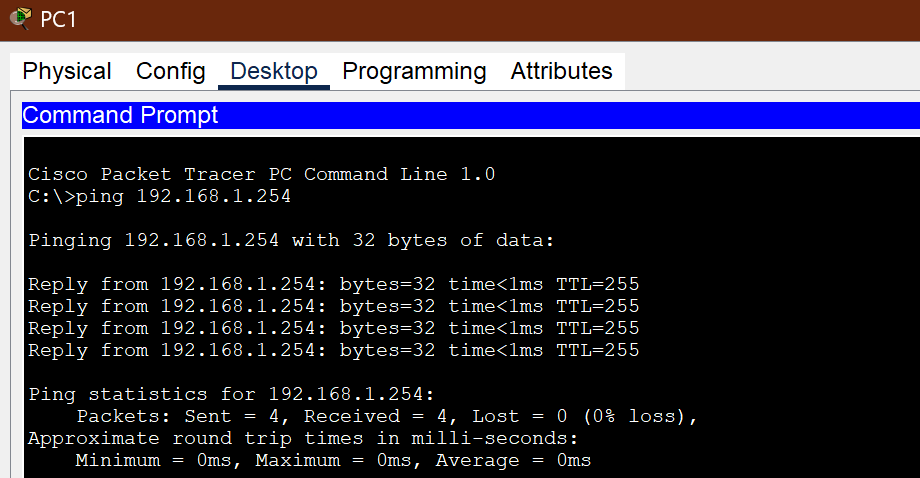 PC1
Physical Config Desktop Programming Attributes
Command Prompt
Cisco Packet Tracer PC Command Line 1.0
C:\>ping 192.168.1.254
Pinging 192.168.1.254 with 32 bytes of data:
Reply from 192.168.1.254: bytes=32 time<1ms TTL=255
Reply from 192.168.1.254: bytes=32 time<1ms TTL=255
Reply from 192.168.1.254: bytes=32 time<1ms TTL=255
Reply from 192.168.1.254: bytes=32 time<1ms TTL=255
Ping statistics for 192.168.1.254:
    Packets: Sent = 4, Received = 4, Lost = 0 (0% loss),
Approximate round trip times in milli-seconds:
    Minimum = 0ms, Maximum = 0ms, Average = 0ms